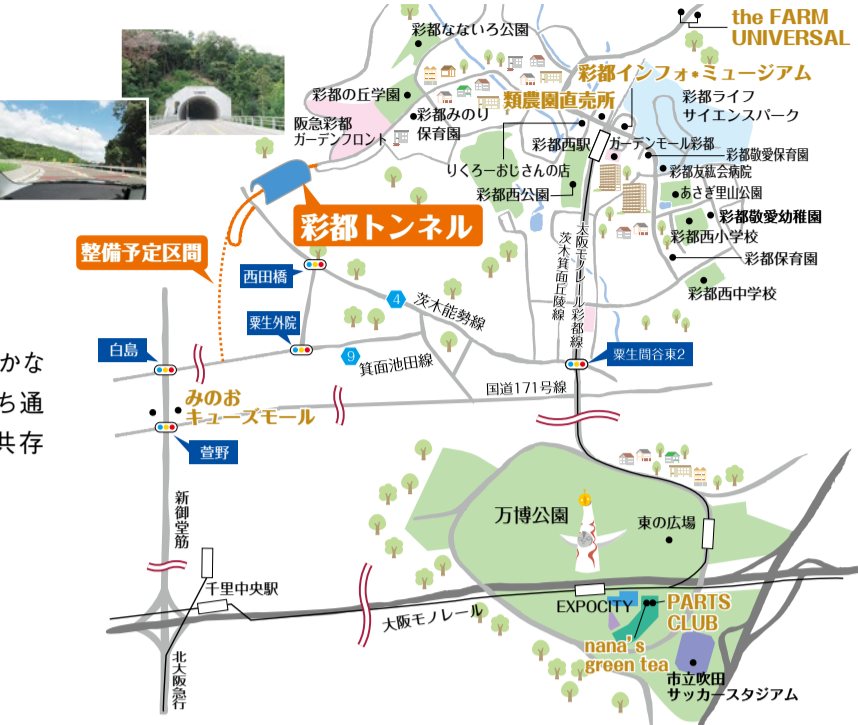 the FARM
UNIVERSAL
彩都なないろ公園
彩都インフォ*ミュージアム
彩都の丘学園
類農園直売所
彩都ライフ
サイエンスパーク
彩都みのり
保育園
阪急彩都
ガーデンフロント
彩都西駅
ガーデンモール彩都
彩都敬愛保育園
りくろーおじさんの店
彩都友紘会病院
彩都西公園
あさぎ里山公園
彩都トンネル
彩都敬愛幼稚園
彩都西小学校
整備予定区間
大阪モノレール彩都線
茨木箕面丘陵線
彩都保育園
西田橋
彩都西中学校
4
茨木能勢線
粟生外院
白島
9
箕面池田線
粟生間谷東2
かな
ち通
共存
国道171号線
みのお
キューズモール
萱野
新御堂筋
万博公園
東の広場
千里中央駅
大阪モノレール
EXPOCITY
PARTS
CLUB
nana's
green tea
北大阪急行
市立吹田
サッカースタジアム